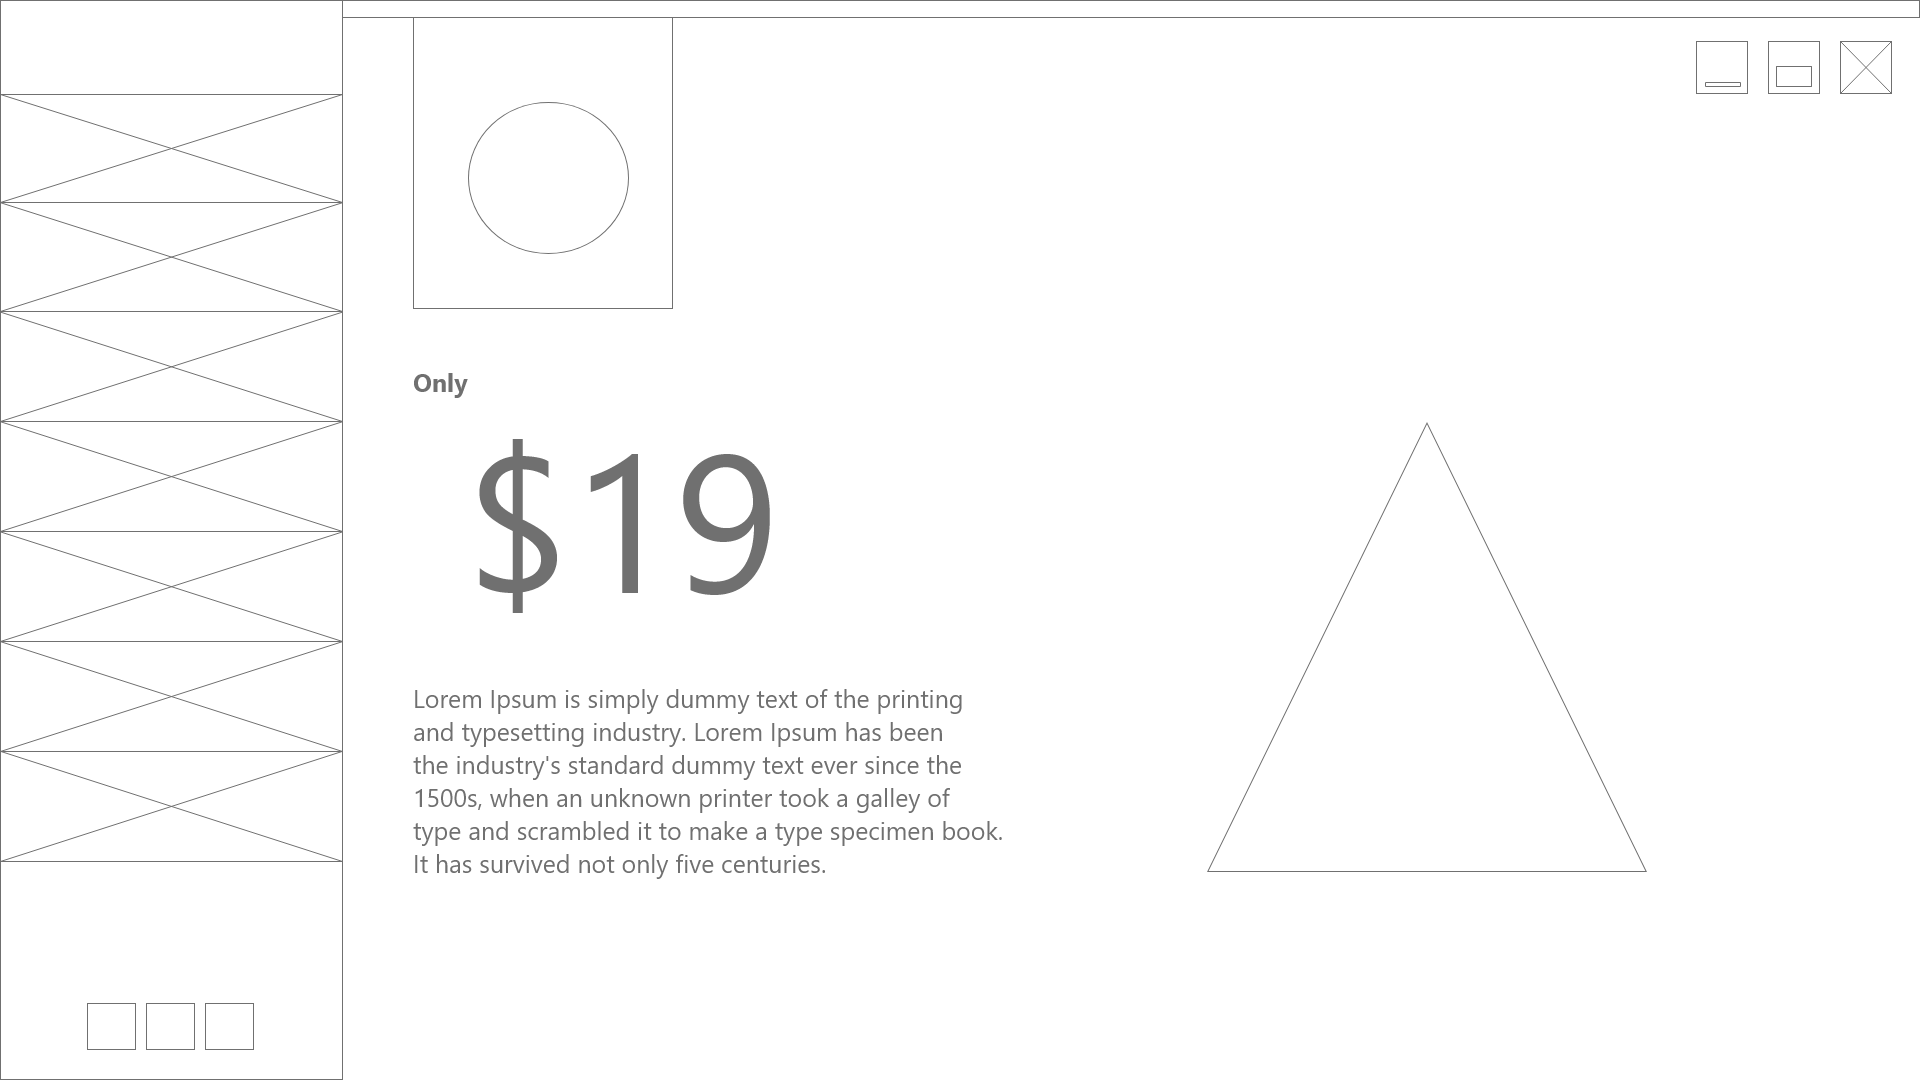 Only
$19
Lorem Ipsum is simply dummy text of the printing
and typesetting industry. Lorem Ipsum has been
the industry's standard dummy text ever since the
1500s, when an unknown printer took a galley of
type and scrambled it to make a type specimen book.
It has survived not only five centuries.